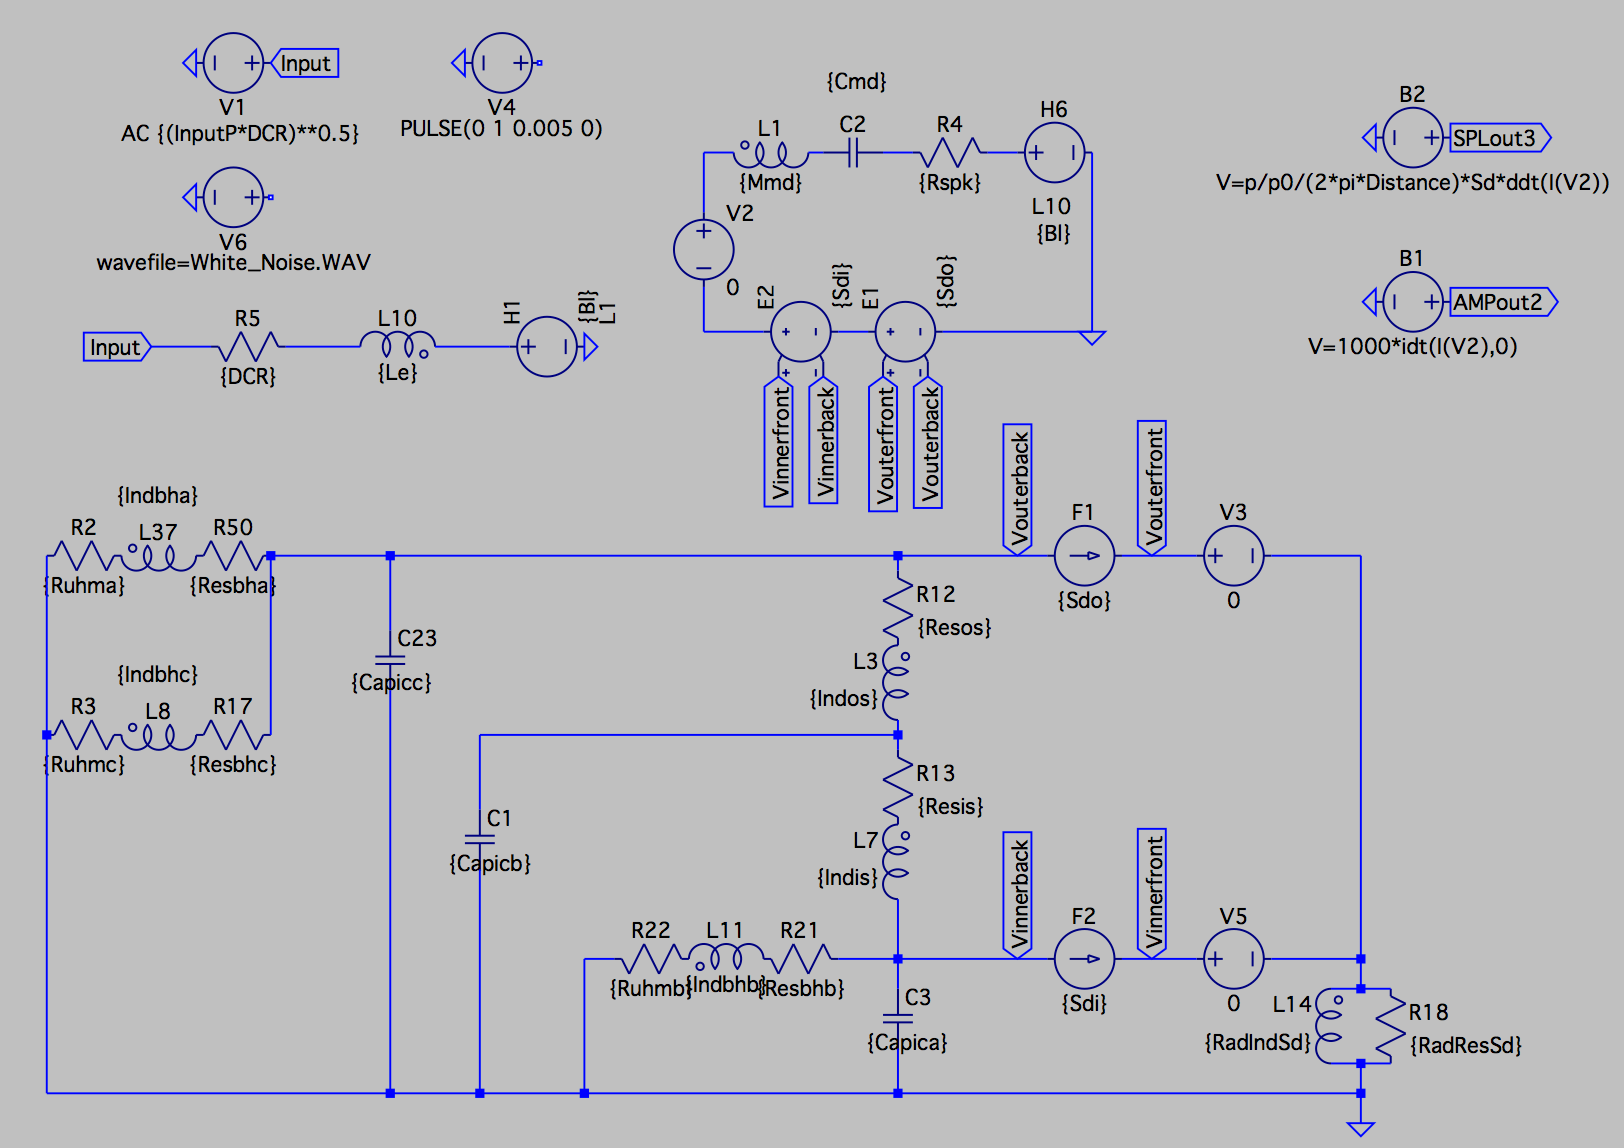 Input
V1
AC {(InputP*DCR)**0.5}
V4
PULSE(0 1 0.005 0)
V6
wavefile=White_Noise.WAV
Input
R5
{DCR}
L10
{Le}
H1
{Bl}
L1
{Cmd}
L1
{Mmd}
C2
R4
{Rspk}
H6
L10
{Bl}
V2
0
E2
{Sdi}
E1
{Sdo}
Vinnerfront
Vinnerback
Vouterfront
Vouterback
B2
SPLout3
V=p/p0/(2*pi*Distance)*Sd*ddt(I(V2))
B1
AMPout2
V=1000*idt(I(V2),0)
{Indbha}
R2
L37
R50
{Ruhma}
{Resbha}
{Indbhc}
R3
L8
R17
{Ruhmc}
{Resbhc}
C23
{Capicc}
C1
{Capicb}
R12
{Resos}
L3
{Indos}
R13
{Resis}
L7
{Indis}
R22
L11
R21
{Ruhmb}
{Indbhb}
{Resbhb}
C3
{Capica}
Vouterback
F1
{Sdo}
Vouterfront
V3
0
Vinnerback
F2
{Sdi}
Vinnerfront
V5
0
L14
{RadIndSd}
R18
{RadResSd}